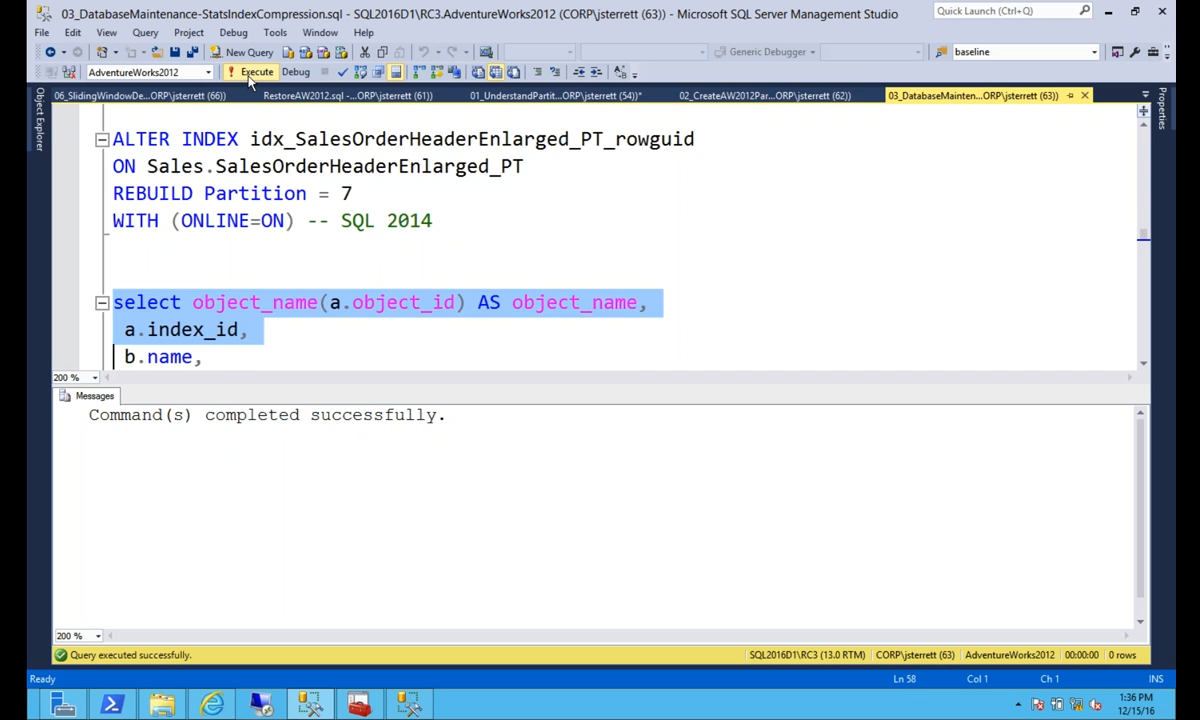 03_DatabaseMaintenance-StatsIndexCompression.sql - SQL2016D1\RC3.AdventureWorks2012 (CORP\jsterrett (63)) - Microsoft SQL Server Management Studio
Quick Launch (Ctrl+Q)
File Edit View Query Project Debug Tools Window Help
New Query
Generic Debugger
baseline
AdventureWorks2012
Execute
Debug
06_SlidingWindowDe...ORP\jsterrett (66))
RestoreAW2012.sql -...ORP\jsterrett (61))
01_UnderstandPartit...ORP\jsterrett (54))*
02_CreateAW2012Par...ORP\jsterrett (62))
03_DatabaseMainten...ORP\jsterrett (63))
Object Explorer
Properties
ALTER INDEX idx_SalesOrderHeaderEnlarged_PT_rowguid
ON Sales.SalesOrderHeaderEnlarged_PT
REBUILD Partition = 7
WITH (ONLINE=ON) -- SQL 2014
select object_name(a.object_id) AS object_name,
a.index_id,
b.name,
200 %
Messages
Command(s) completed successfully.
200 %
Query executed successfully.
SQL2016D1\RC3 (13.0 RTM)
CORP\jsterrett (63)
AdventureWorks2012
00:00:00
0 rows
Ready
Ln 58
Col 1
Ch 1
INS
1:36 PM
12/15/16